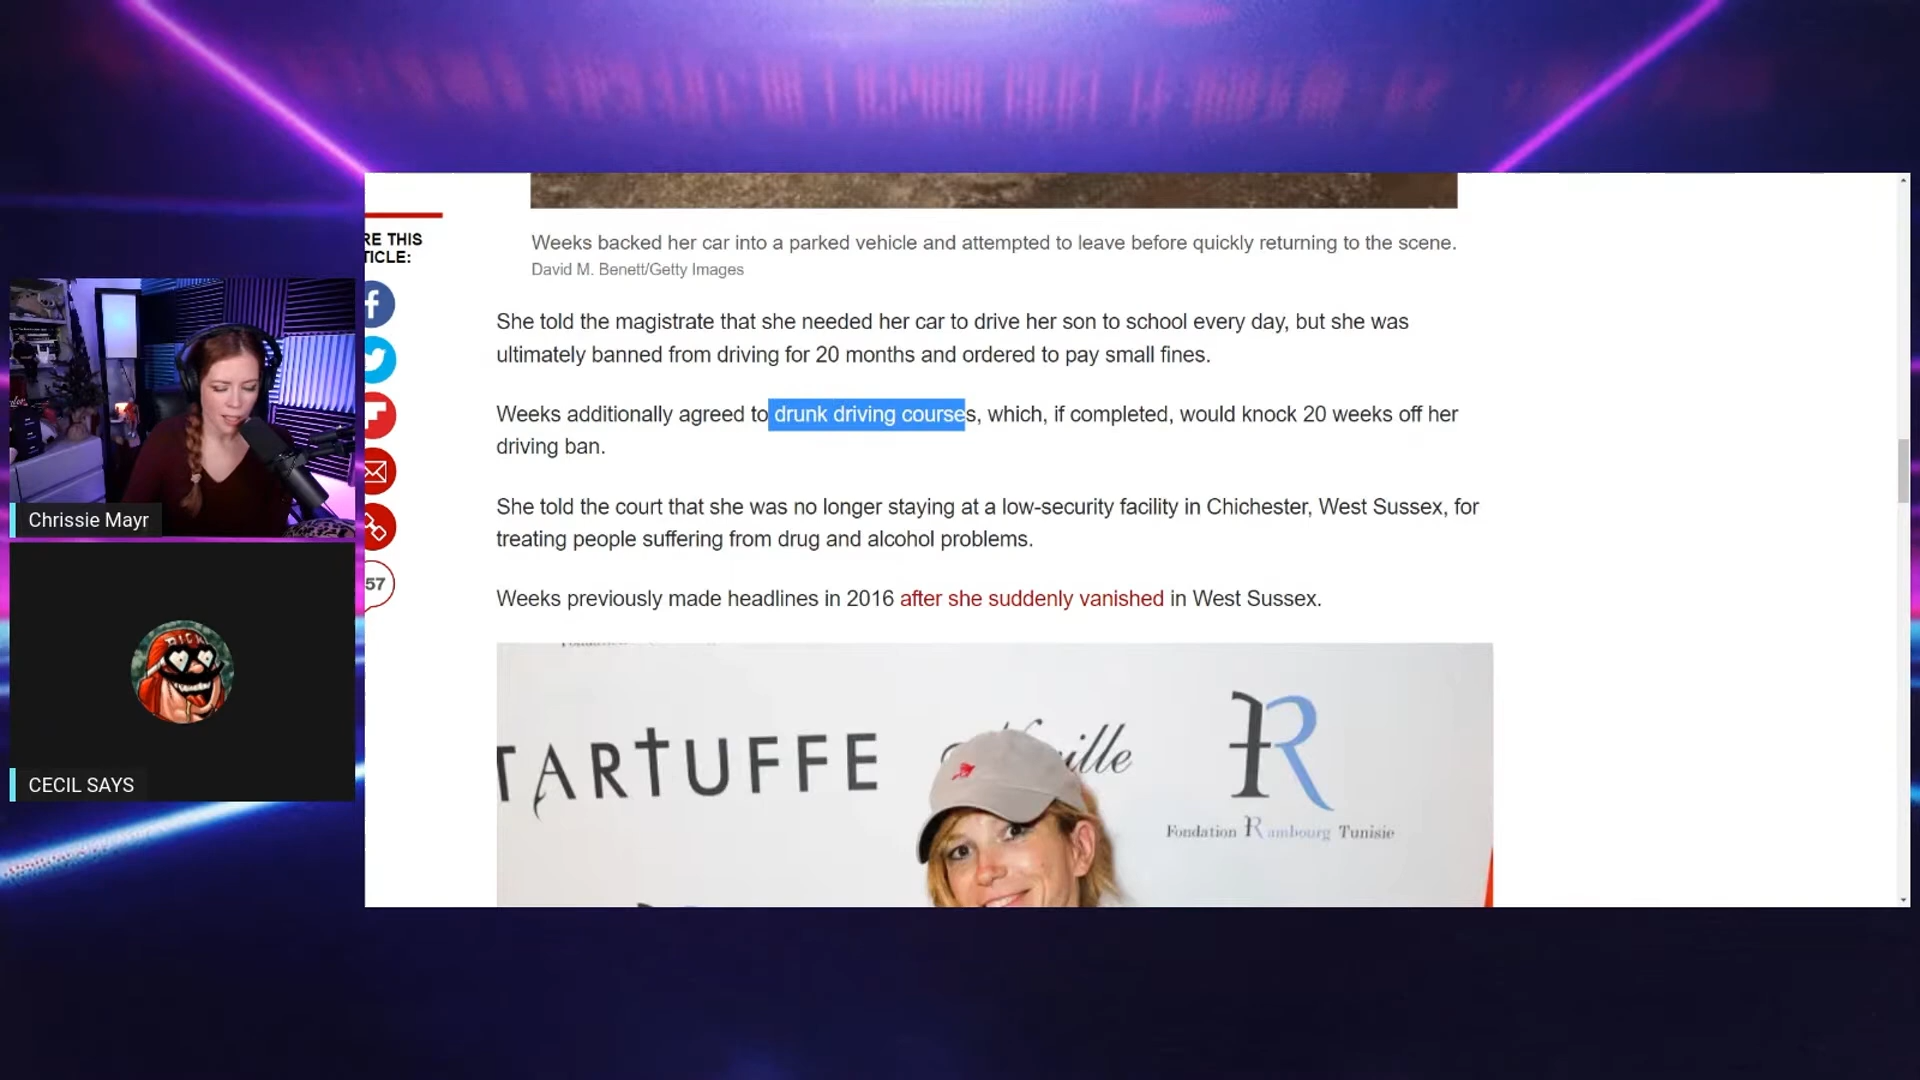 Weeks backed her car into a parked vehicle and attempted to leave before quickly returning to the scene.
David M. Benett/Getty Images
RE THIS
TICLE:
She told the magistrate that she needed her car to drive her son to school every day, but she was
ultimately banned from driving for 20 months and ordered to pay small fines.
Weeks additionally agreed to drunk driving courses, which, if completed, would knock 20 weeks off her
driving ban.
She told the court that she was no longer staying at a low-security facility in Chichester, West Sussex, for
treating people suffering from drug and alcohol problems.
57
Weeks previously made headlines in 2016 after she suddenly vanished in West Sussex.
Chrissie Mayr
DICK
CECIL SAYS
TARTUFFE
ille
R
Fondation Rambourg Tunisie